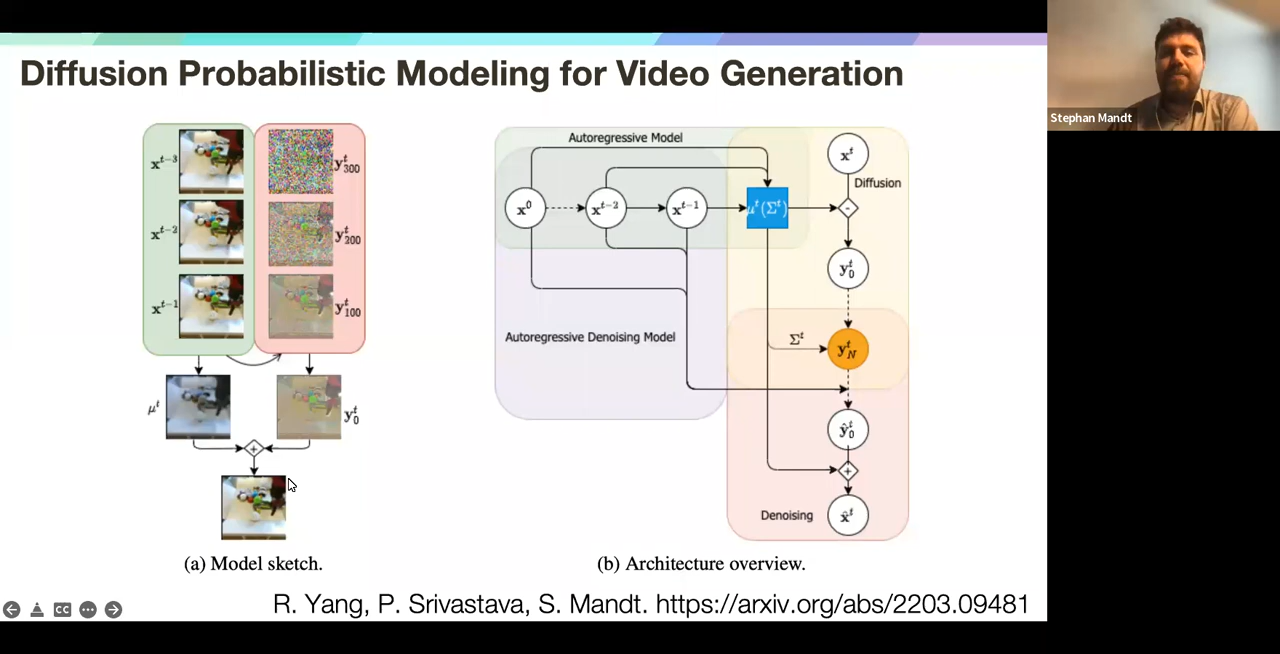 Diffusion Probabilistic Modeling for Video Generation
Stephan Mandt
x^{t-3}
y^t_{300}
x^{t-2}
y^t_{200}
x^{t-1}
y^t_{100}
μ^t
y^t_0
+
(a) Model sketch.
Autoregressive Model
x^t
Diffusion
x^0
x^{t-2}
x^{t-1}
μ^t(Σ^t)
-
y^t_0
Autoregressive Denoising Model
Σ^t
y^t_N
ŷ^t_0
+
Denoising
x̂^t
(b) Architecture overview.
CC
R. Yang, P. Srivastava, S. Mandt. https://arxiv.org/abs/2203.09481